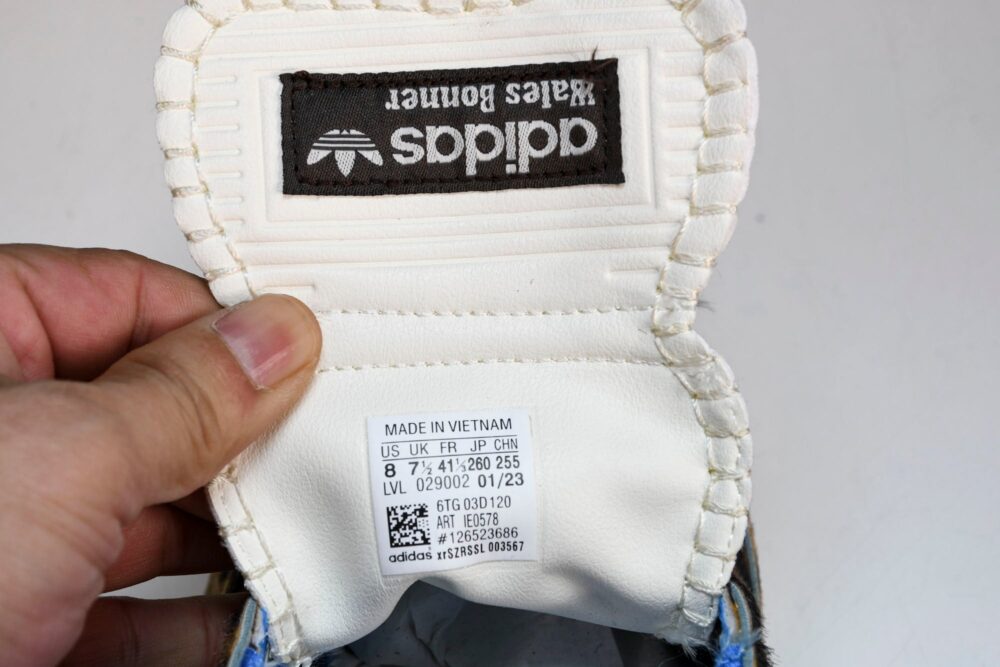 adidas
Wales Bonner
MADE IN VIETNAM
US UK FR JP CHN
8 7½ 41⅓ 260 255
LVL 029002 01/23
6TG 03D120
ART IE0578
#126523686
adidas xrSZRSSL 003567